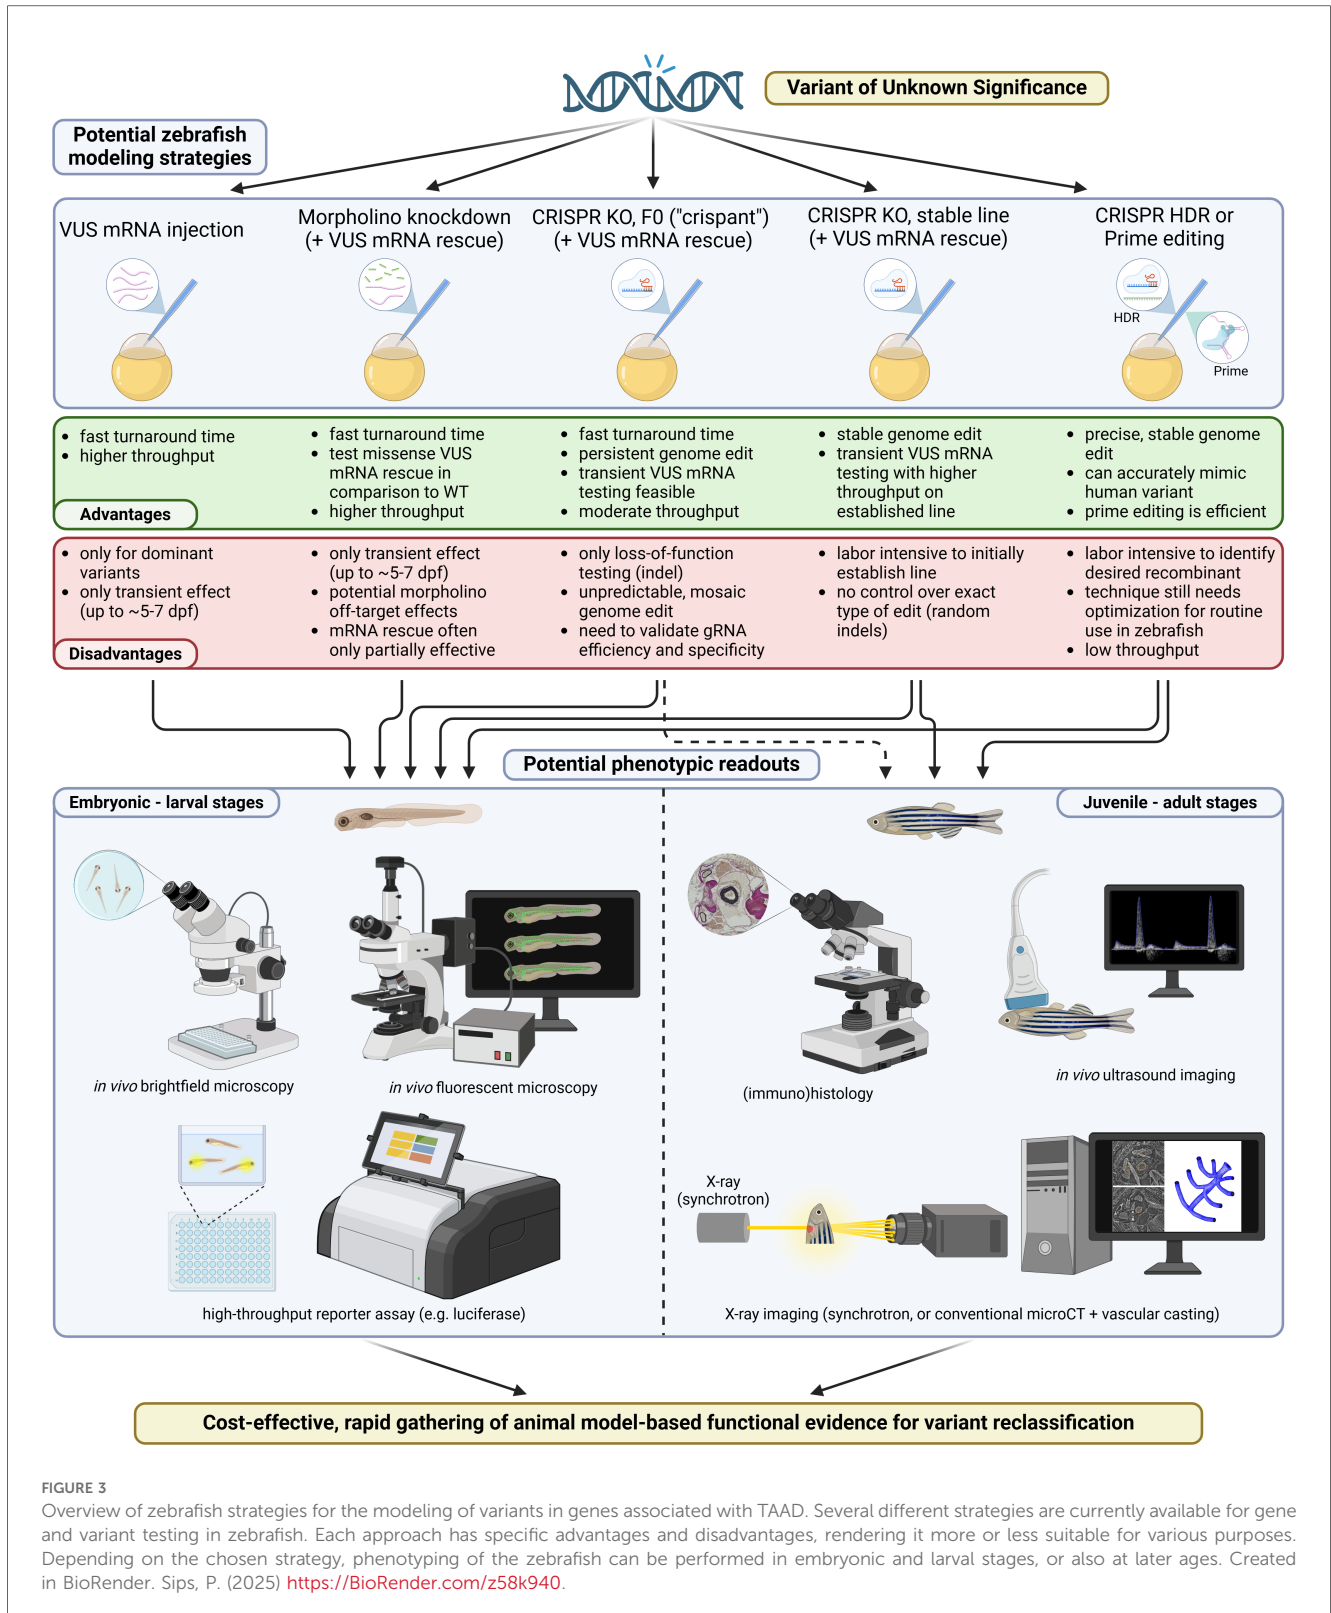 Variant of Unknown Significance
Potential zebrafish
modeling strategies
VUS mRNA injection
Morpholino knockdown
(+ VUS mRNA rescue)
CRISPR KO, F0 ("crispant")
(+ VUS mRNA rescue)
CRISPR KO, stable line
(+ VUS mRNA rescue)
CRISPR HDR or
Prime editing
HDR
Prime
• fast turnaround time
• higher throughput
• fast turnaround time
• test missense VUS
mRNA rescue in
comparison to WT
• higher throughput
• fast turnaround time
• persistent genome edit
• transient VUS mRNA
testing feasible
• moderate throughput
• stable genome edit
• transient VUS mRNA
testing with higher
throughput on
established line
• precise, stable genome
edit
• can accurately mimic
human variant
• prime editing is efficient
Advantages
• only for dominant
variants
• only transient effect
(up to ~5-7 dpf)
• only transient effect
(up to ~5-7 dpf)
• potential morpholino
off-target effects
• mRNA rescue often
only partially effective
• only loss-of-function
testing (indel)
• unpredictable, mosaic
genome edit
• need to validate gRNA
efficiency and specificity
• labor intensive to initially
establish line
• no control over exact
type of edit (random
indels)
• labor intensive to identify
desired recombinant
• technique still needs
optimization for routine
use in zebrafish
• low throughput
Disadvantages
Potential phenotypic readouts
Embryonic - larval stages
Juvenile - adult stages
in vivo brightfield microscopy
in vivo fluorescent microscopy
(immuno)histology
in vivo ultrasound imaging
X-ray
(synchrotron)
high-throughput reporter assay (e.g. luciferase)
X-ray imaging (synchrotron, or conventional microCT + vascular casting)
Cost-effective, rapid gathering of animal model-based functional evidence for variant reclassification
FIGURE 3
Overview of zebrafish strategies for the modeling of variants in genes associated with TAAD. Several different strategies are currently available for gene
and variant testing in zebrafish. Each approach has specific advantages and disadvantages, rendering it more or less suitable for various purposes.
Depending on the chosen strategy, phenotyping of the zebrafish can be performed in embryonic and larval stages, or also at later ages. Created
in BioRender. Sips, P. (2025) https://BioRender.com/z58k940.